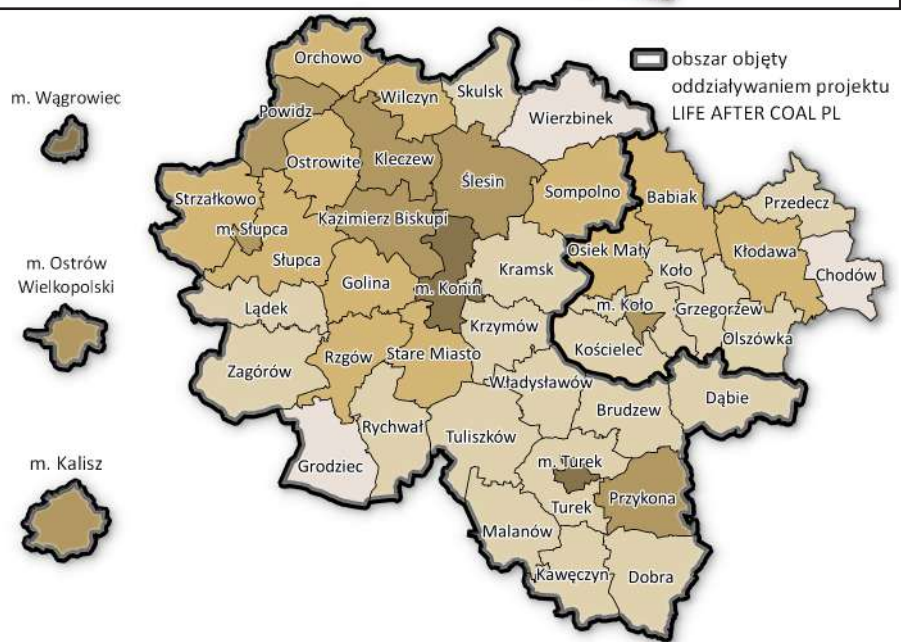 obszar objęty
oddziaływaniem projektu
LIFE AFTER COAL PL
m. Wągrowiec
m. Ostrów
Wielkopolski
m. Kalisz
Orchowo
Powidz
Wilczyn
Skulsk
Wierzbinek
Ostrowite
Kleczew
Ślesin
Sompolno
Strzałkowo
m. Słupca
Słupca
Kazimierz Biskupi
Babiak
Przedecz
Osiek Mały
Kłodawa
Chodów
Golina
m. Konin
Kramsk
Koło
m. Koło
Grzegorzew
Olszówka
Lądek
Krzymów
Kościelec
Zagórów
Rzgów
Stare Miasto
Władysławów
Brudzew
Dąbie
Grodziec
Rychwał
Tuliszków
m. Turek
Turek
Przykona
Malanów
Kawęczyn
Dobra